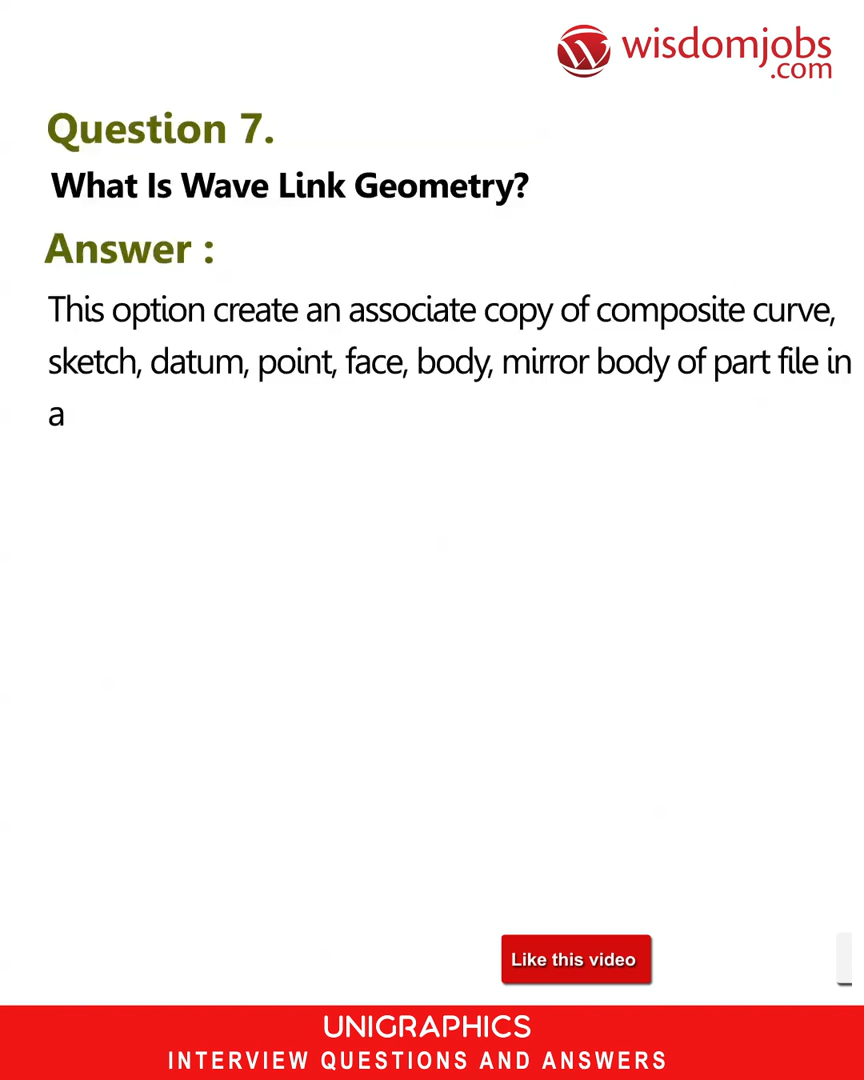 wisdomjobs
.com
Question 7.
What Is Wave Link Geometry?
Answer :
This option create an associate copy of composite curve,
sketch, datum, point, face, body, mirror body of part file in
a
Like this video
UNIGRAPHICS
INTERVIEW QUESTIONS AND ANSWERS